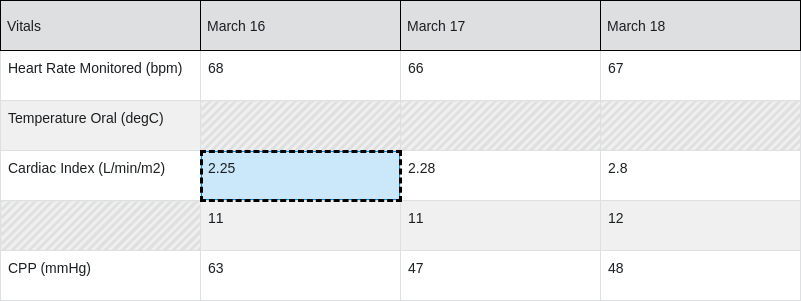 Vitals March 16 March 17 March 18
Heart Rate Monitored (bpm) 68 66 67
Temperature Oral (degC)
Cardiac Index (L/min/m2) 2.25 2.28 2.8
11 11 12
CPP (mmHg) 63 47 48